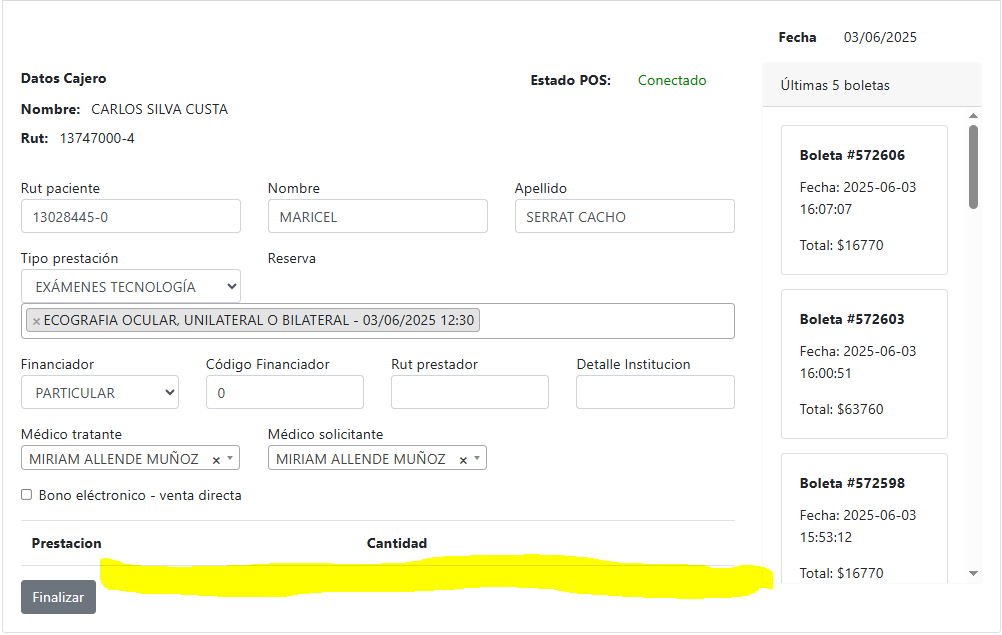 Fecha 03/06/2025
Datos Cajero
Estado POS: Conectado
Últimas 5 boletas
Nombre: CARLOS SILVA CUSTA
Rut: 13747000-4
Rut paciente Nombre Apellido
13028445-0 MARICEL SERRAT CACHO
Tipo prestación Reserva
EXÁMENES TECNOLOGÍA
× ECOGRAFIA OCULAR, UNILATERAL O BILATERAL - 03/06/2025 12:30
Financiador Código Financiador Rut prestador Detalle Institucion
PARTICULAR 0
Médico tratante Médico solicitante
MIRIAM ALLENDE MUÑOZ × MIRIAM ALLENDE MUÑOZ ×
Bono eléctronico - venta directa
Prestacion Cantidad
Finalizar
Boleta #572606
Fecha: 2025-06-03
16:07:07
Total: $16770
Boleta #572603
Fecha: 2025-06-03
16:00:51
Total: $63760
Boleta #572598
Fecha: 2025-06-03
15:53:12
Total: $16770